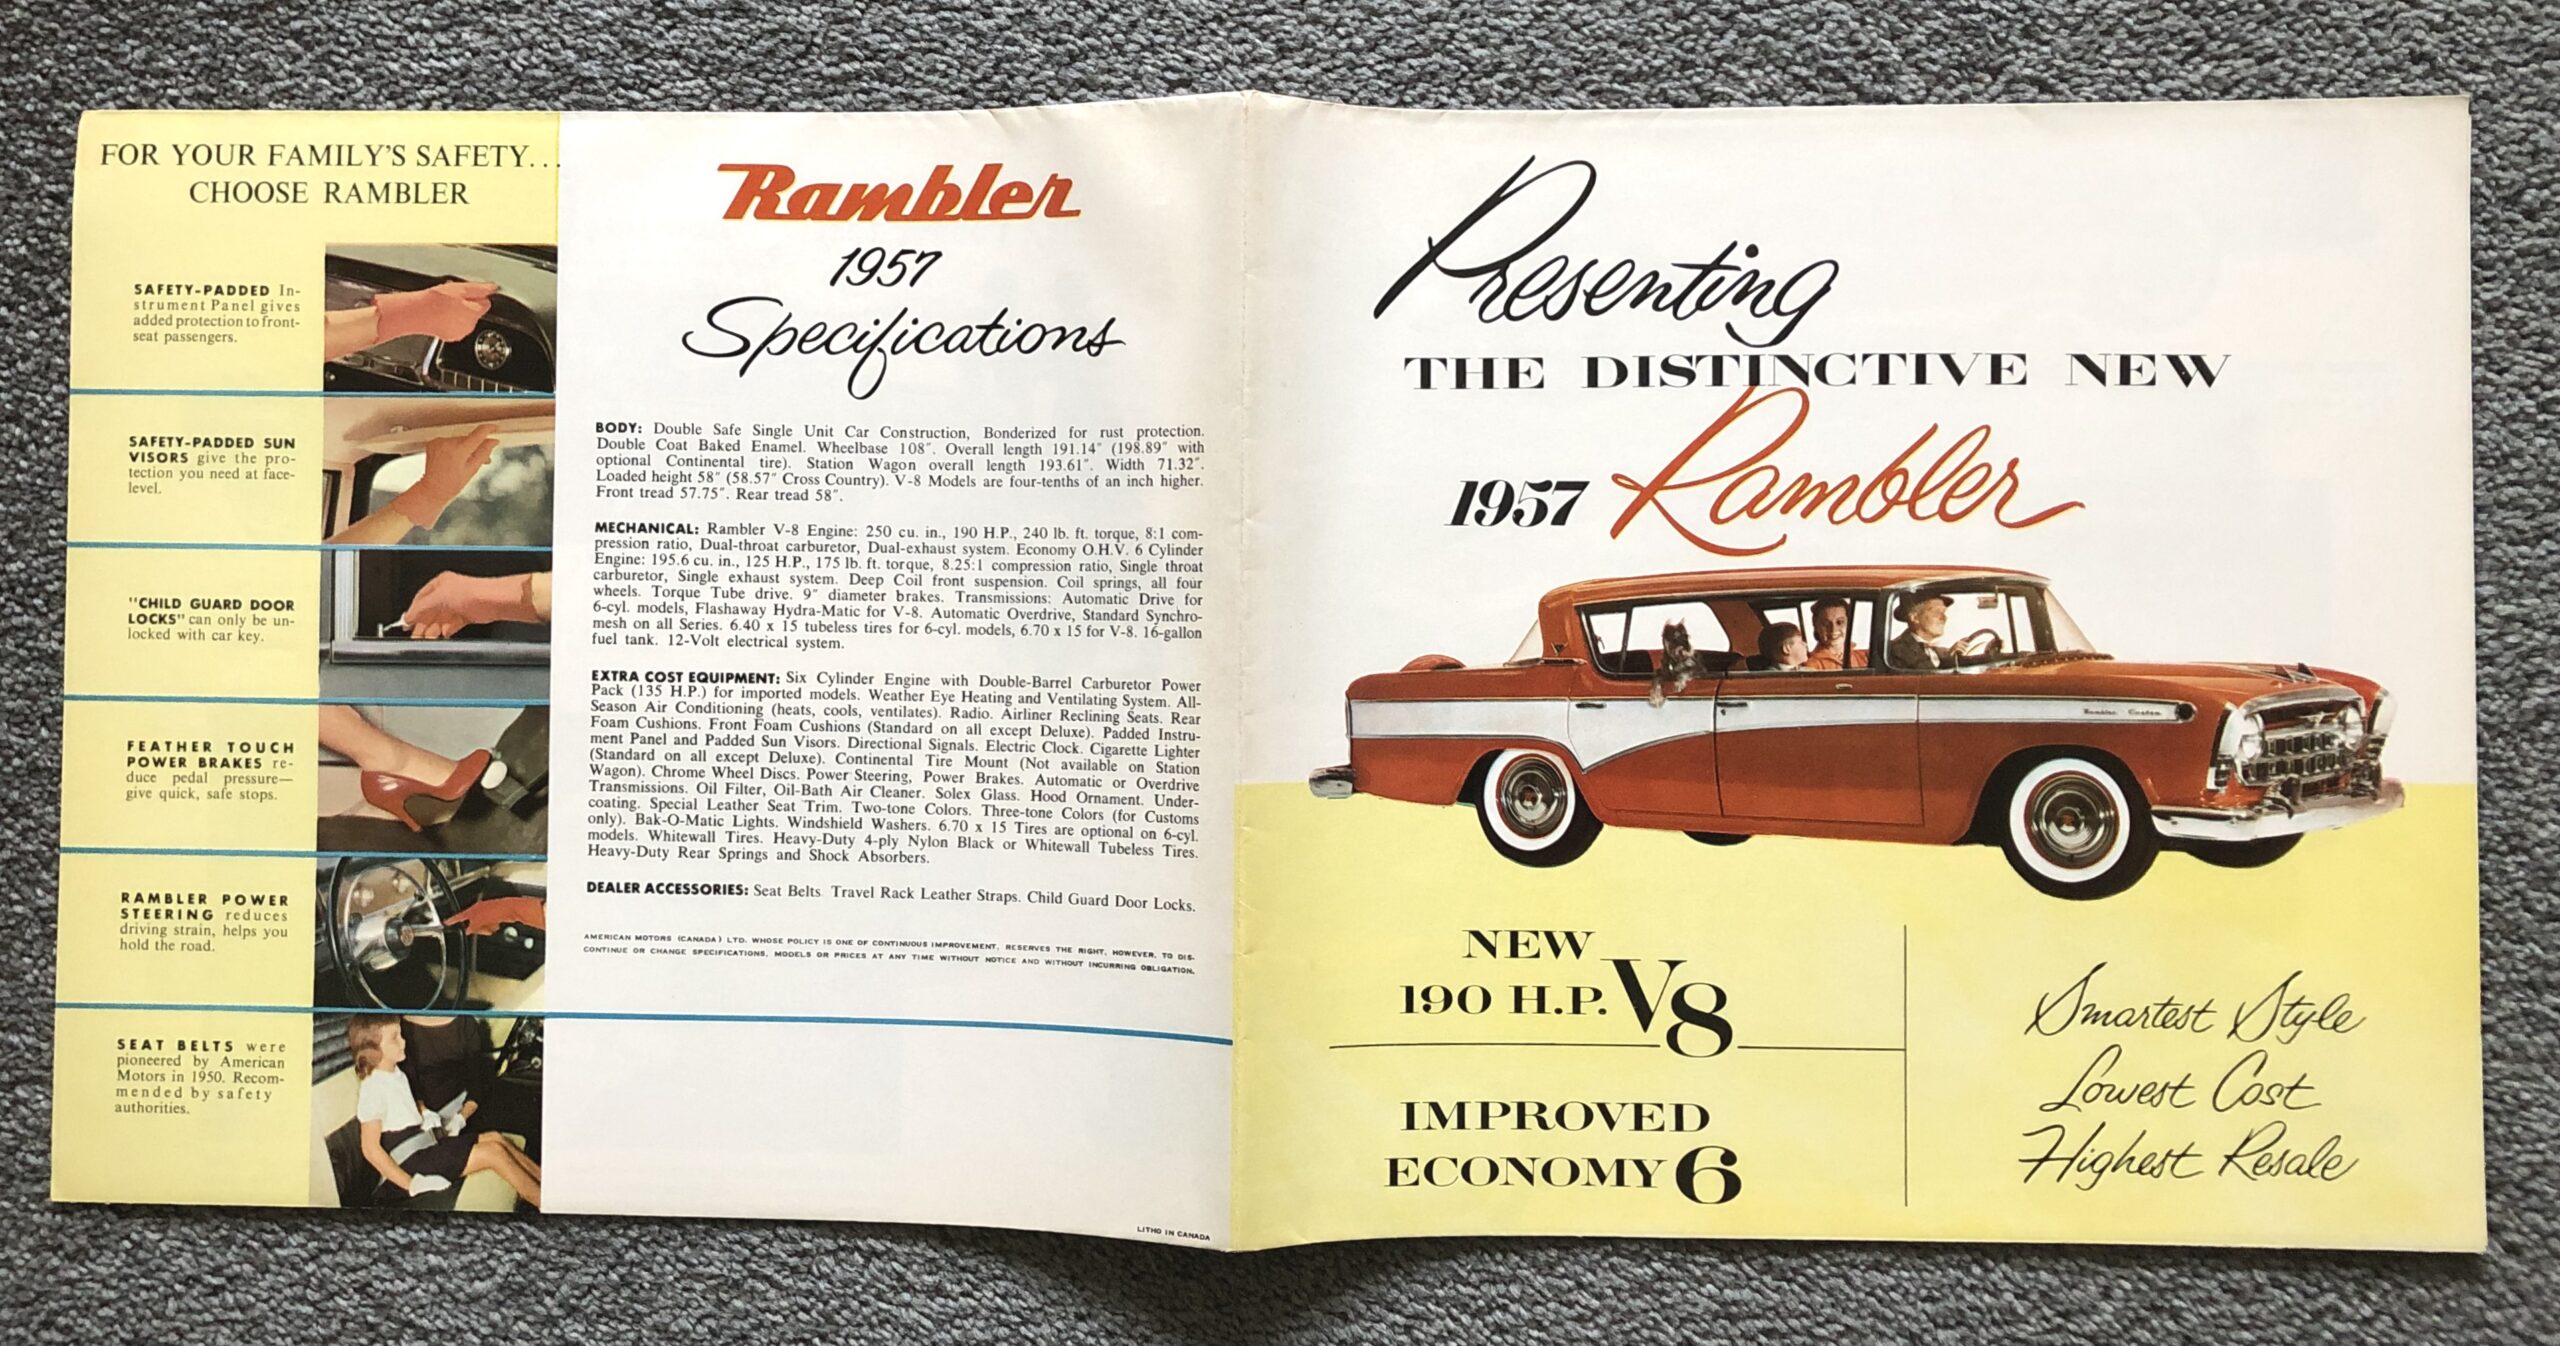 FOR YOUR FAMILY'S SAFETY...
CHOOSE RAMBLER
SAFETY-PADDED In-
strument Panel gives
added protection to front-
seat passengers.
SAFETY-PADDED SUN
VISORS give the pro-
tection you need at face-
level.
"CHILD GUARD DOOR
LOCKS" can only be un-
locked with car key.
FEATHER TOUCH
POWER BRAKES re-
duce pedal pressure—
give quick, safe stops.
RAMBLER POWER
STEERING reduces
driving strain, helps you
hold the road.
SEAT BELTS were
pioneered by American
Motors in 1950. Recom-
mended by safety
authorities.
Rambler
1957
Specifications
BODY: Double Safe Single Unit Car Construction, Bonderized for rust protection.
Double Coat Baked Enamel. Wheelbase 108". Overall length 191.14" (198.89" with
optional Continental tire). Station Wagon overall length 193.61". Width 71.32".
Loaded height 58" (58.57" Cross Country). V-8 Models are four-tenths of an inch higher.
Front tread 57.75". Rear tread 58".
MECHANICAL: Rambler V-8 Engine: 250 cu. in., 190 H.P., 240 lb. ft. torque, 8:1 com-
pression ratio, Dual-throat carburetor, Dual-exhaust system. Economy O.H.V. 6 Cylinder
Engine: 195.6 cu. in., 125 H.P., 175 lb. ft. torque, 8.25:1 compression ratio, Single throat
carburetor, Single exhaust system. Deep Coil front suspension. Coil springs, all four
wheels. Torque Tube drive. 9" diameter brakes. Transmissions: Automatic Drive for
6-cyl. models, Flashaway Hydra-Matic for V-8. Automatic Overdrive, Standard Synchro-
mesh on all Series. 6.40 x 15 tubeless tires for 6-cyl. models, 6.70 x 15 for V-8. 16-gallon
fuel tank. 12-Volt electrical system.
EXTRA COST EQUIPMENT: Six Cylinder Engine with Double-Barrel Carburetor Power
Pack (135 H.P.) for imported models. Weather Eye Heating and Ventilating System. All-
Season Air Conditioning (heats, cools, ventilates). Radio. Airliner Reclining Seats. Rear
Foam Cushions. Front Foam Cushions (Standard on all except Deluxe). Padded Instru-
ment Panel and Padded Sun Visors. Directional Signals. Electric Clock. Cigarette Lighter
(Standard on all except Deluxe). Continental Tire Mount (Not available on Station
Wagon). Chrome Wheel Discs. Power Steering, Power Brakes. Automatic or Overdrive
Transmissions. Oil Filter, Oil-Bath Air Cleaner. Solex Glass. Hood Ornament. Under-
coating. Special Leather Seat Trim. Two-tone Colors. Three-tone Colors (for Customs
only). Bak-O-Matic Lights. Windshield Washers. 6.70 x 15 Tires are optional on 6-cyl.
models. Whitewall Tires. Heavy-Duty 4-ply Nylon Black or Whitewall Tubeless Tires.
Heavy-Duty Rear Springs and Shock Absorbers.
DEALER ACCESSORIES: Seat Belts. Travel Rack Leather Straps. Child Guard Door Locks.
AMERICAN MOTORS (CANADA) LTD. WHOSE POLICY IS ONE OF CONTINUOUS IMPROVEMENT, RESERVES THE RIGHT, HOWEVER, TO DIS-
CONTINUE OR CHANGE SPECIFICATIONS, MODELS OR PRICES AT ANY TIME WITHOUT NOTICE AND WITHOUT INCURRING OBLIGATION.
LITHO IN CANADA
Presenting
THE DISTINCTIVE NEW
1957 Rambler
Rambler Custom
NEW
190 H.P. V8
IMPROVED
ECONOMY 6
Smartest Style
Lowest Cost
Highest Resale